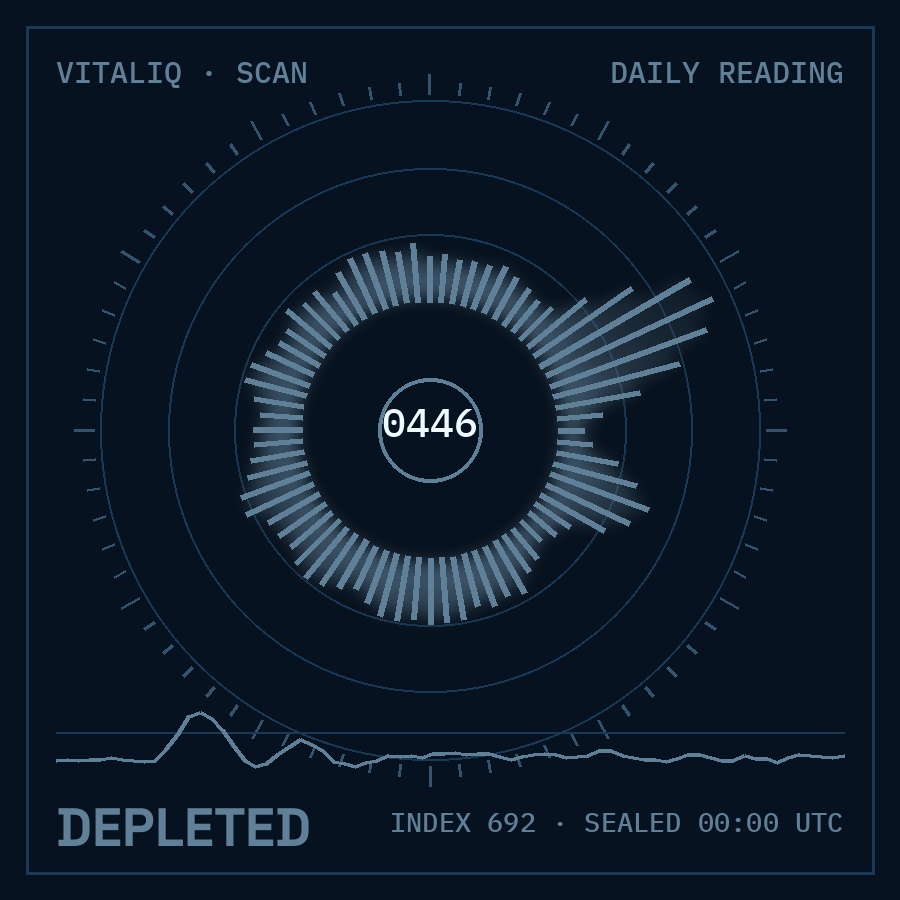 VITALIQ · SCAN
DAILY READING
0446
DEPLETED
INDEX 692 · SEALED 00:00 UTC